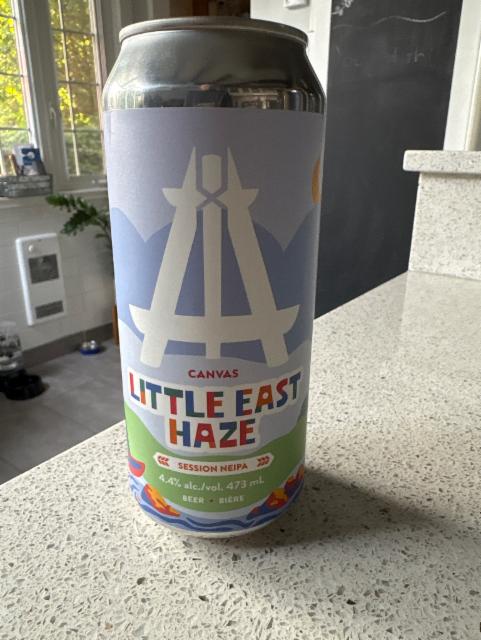 CANVAS
LITTLE EAST
HAZE
SESSION NEIPA
4.4% alc./vol. 473 mL
BEER • BIÈRE